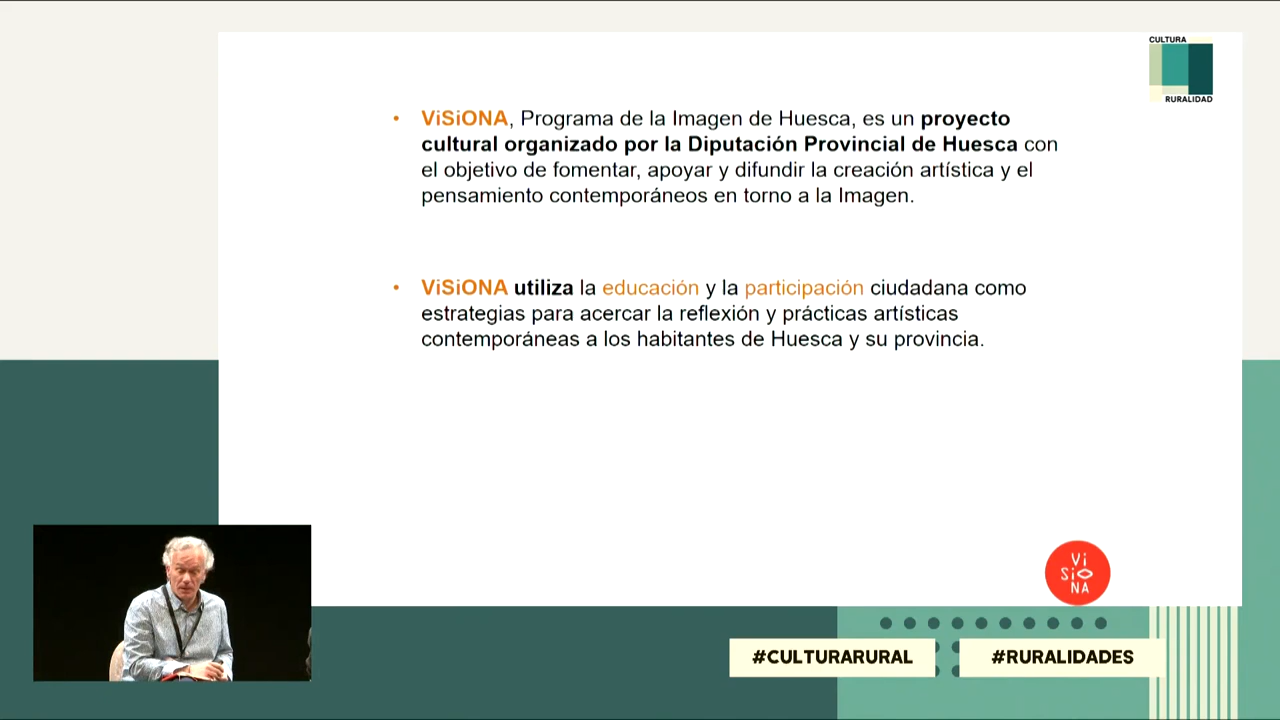 CULTURA
RURALIDAD
• ViSiONA, Programa de la Imagen de Huesca, es un proyecto
cultural organizado por la Diputación Provincial de Huesca con
el objetivo de fomentar, apoyar y difundir la creación artística y el
pensamiento contemporáneos en torno a la Imagen.
• ViSiONA utiliza la educación y la participación ciudadana como
estrategias para acercar la reflexión y prácticas artísticas
contemporáneas a los habitantes de Huesca y su provincia.
Vi
Sio
NA
#CULTURARURAL
#RURALIDADES